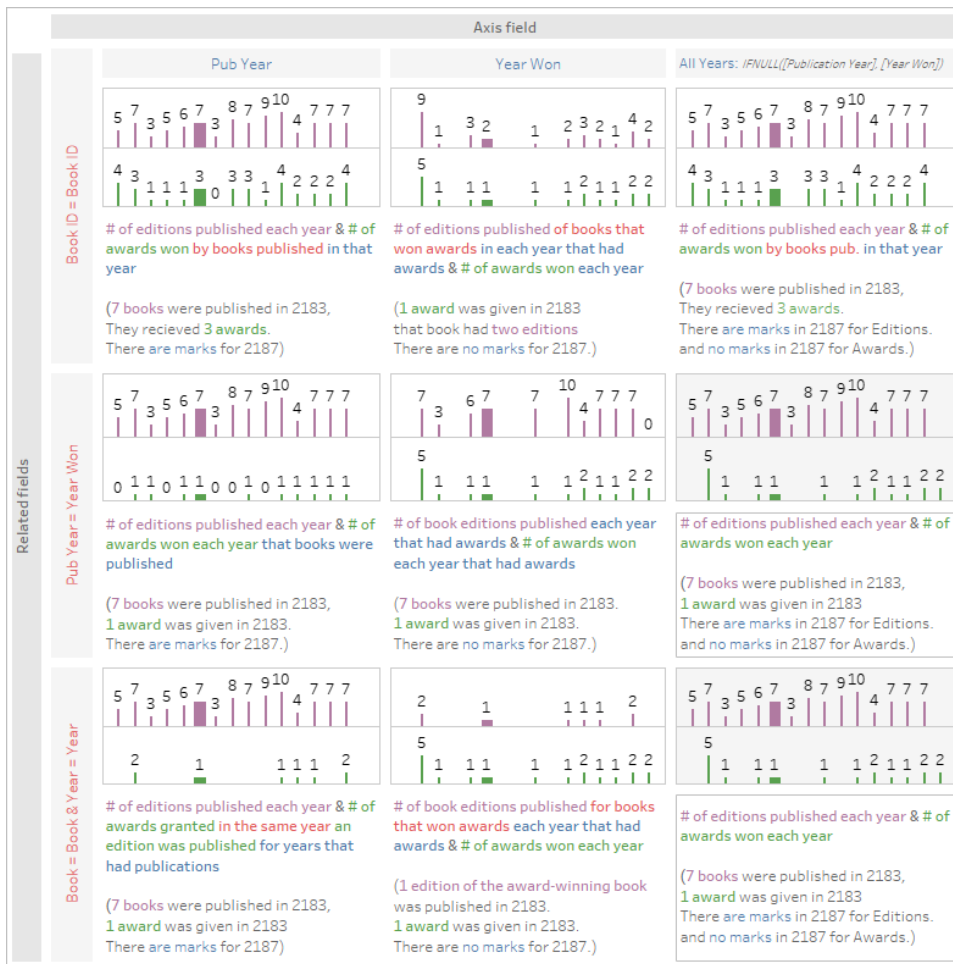 Axis field
Related fields
Pub Year
Year Won
All Years: IFNULL([Publication Year], [Year Won])
Book ID = Book ID
5 7 3 5 6 7 3 8 7 9 10 4 7 7 7
4 3 1 1 1 3 0 3 3 1 4 2 2 2 4
# of editions published each year & # of
awards won by books published in that
year
(7 books were published in 2183,
They recieved 3 awards.
There are marks for 2187)
9 1 3 2 1 2 3 2 1 4 2
5 1 1 1 1 1 2 1 1 2 2
# of editions published of books that
won awards in each year that had
awards & # of awards won each year
(1 award was given in 2183
that book had two editions
There are no marks for 2187.)
5 7 3 5 6 7 3 8 7 9 10 4 7 7 7
4 3 1 1 1 3 3 3 1 4 2 2 2 4
# of editions published each year & # of
awards won by books pub. in that year
(7 books were published in 2183,
They recieved 3 awards.
There are marks in 2187 for Editions.
and no marks in 2187 for Awards.)
Pub Year = Year Won
5 7 3 5 6 7 3 8 7 9 10 4 7 7 7
0 1 1 0 1 1 0 0 1 0 1 1 1 1 1
# of editions published each year & # of
awards won each year that books were
published
(7 books were published in 2183,
1 award was given in 2183.
There are marks for 2187.)
7 3 6 7 7 10 4 7 7 7 0
5 1 1 1 1 1 2 1 1 2 2
# of book editions published each year
that had awards & # of awards won
each year that had awards
(7 books were published in 2183.
1 award was given in 2183.
There are no marks for 2187.)
5 7 3 5 6 7 3 8 7 9 10 4 7 7 7
5 1 1 1 1 1 2 1 1 2 2
# of editions published each year & # of
awards won each year
(7 books were published in 2183,
1 award was given in 2183
There are marks in 2187 for Editions.
and no marks in 2187 for Awards.)
Book = Book & Year = Year
5 7 3 5 6 7 3 8 7 9 10 4 7 7 7
2 1 1 1 1 2
# of editions published each year & # of
awards granted in the same year an
edition was published for years that
had publications
(7 books were published in 2183,
1 award was given in 2183
There are marks for 2187)
2 1 1 1 1 2
5 1 1 1 1 1 2 1 1 2 2
# of book editions published for books
that won awards each year that had
awards & # of awards won each year
(1 edition of the award-winning book
was published in 2183.
1 award was given in 2183.
There are no marks for 2187.)
5 7 3 5 6 7 3 8 7 9 10 4 7 7 7
5 1 1 1 1 1 2 1 1 2 2
# of editions published each year & # of
awards won each year
(7 books were published in 2183,
1 award was given in 2183
There are marks in 2187 for Editions.
and no marks in 2187 for Awards.)